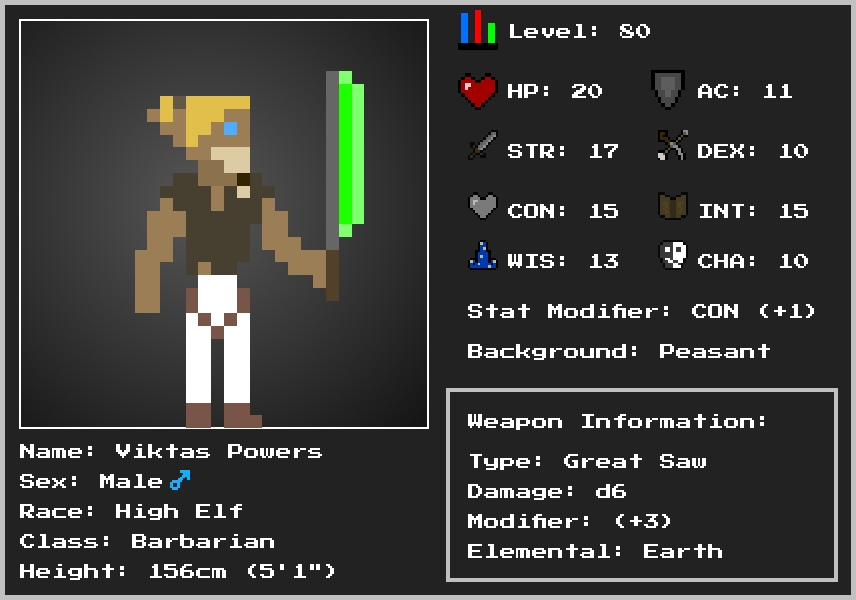 Level: 80
HP: 20 AC: 11
STR: 17 DEX: 10
CON: 15 INT: 15
WIS: 13 CHA: 10
Stat Modifier: CON (+1)
Background: Peasant
Weapon Information:
Type: Great Saw
Damage: d6
Modifier: (+3)
Elemental: Earth
Name: Viktas Powers
Sex: Male ♂
Race: High Elf
Class: Barbarian
Height: 156cm (5'1")